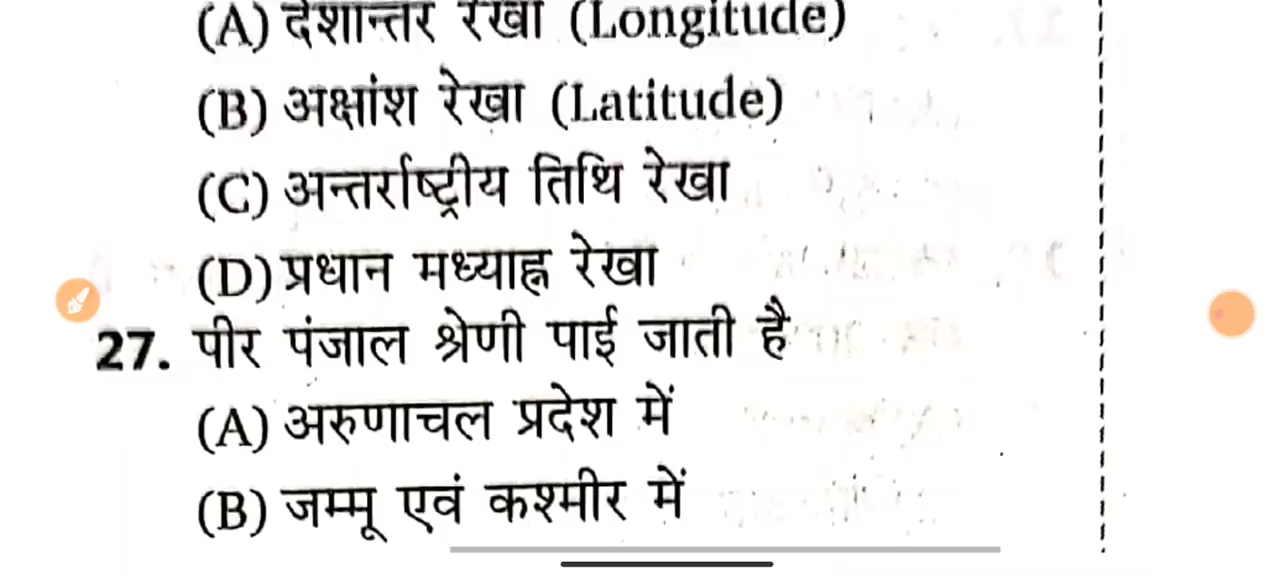 (A) देशान्तर रेखा (Longitude)
(B) अक्षांश रेखा (Latitude)
(C) अन्तर्राष्ट्रीय तिथि रेखा
(D) प्रधान मध्याह्न रेखा
27. पीर पंजाल श्रेणी पाई जाती है
(A) अरुणाचल प्रदेश में
(B) जम्मू एवं कश्मीर में